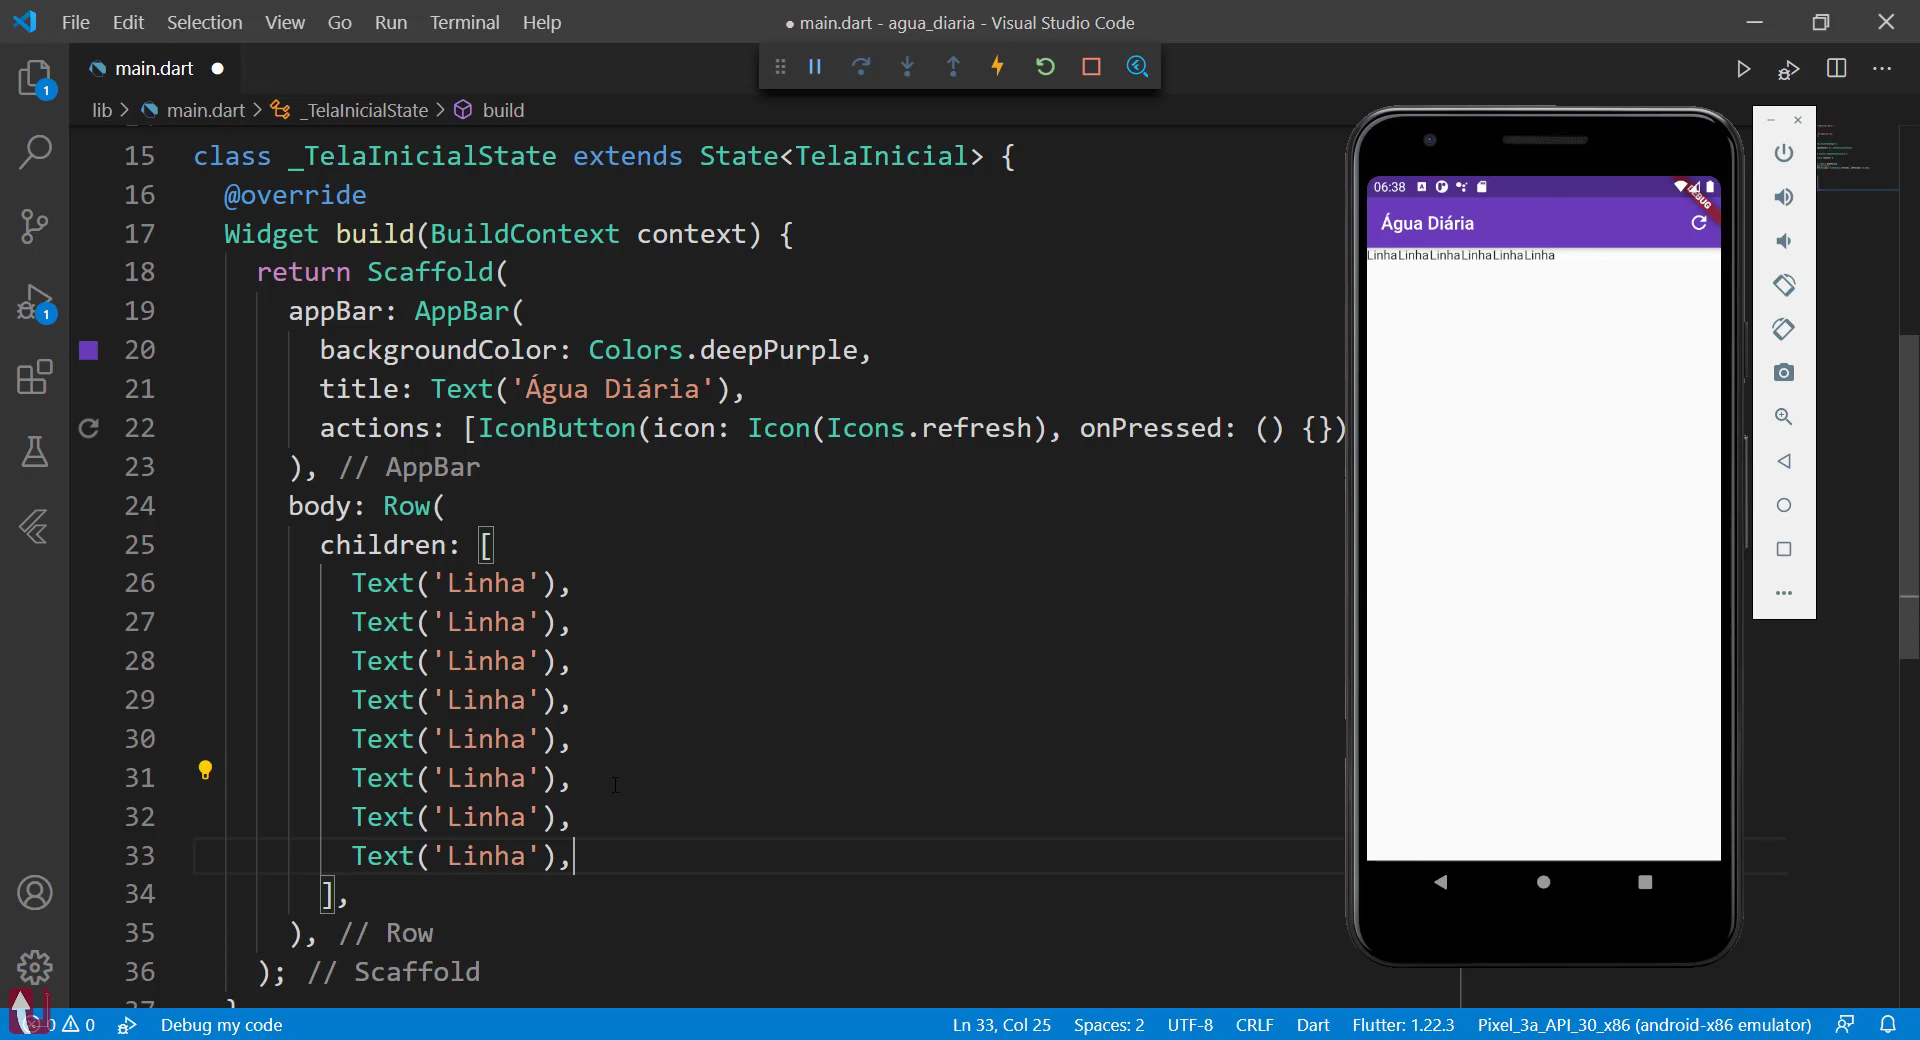 File Edit Selection View Go Run Terminal Help
● main.dart - agua_diaria - Visual Studio Code
main.dart ●
lib > main.dart > _TelaInicialState > build
15 class _TelaInicialState extends State<TelaInicial> {
16 @override
17 Widget build(BuildContext context) {
18 return Scaffold(
19 appBar: AppBar(
20 backgroundColor: Colors.deepPurple,
21 title: Text('Água Diária'),
22 actions: [IconButton(icon: Icon(Icons.refresh), onPressed: () {})
23 ), // AppBar
24 body: Row(
25 children: [
26 Text('Linha'),
27 Text('Linha'),
28 Text('Linha'),
29 Text('Linha'),
30 Text('Linha'),
31 Text('Linha'),
32 Text('Linha'),
33 Text('Linha'),
34 ],
35 ), // Row
36 ); // Scaffold
1
1
06:38
DEBUG
Água Diária
LinhaLinhaLinhaLinhaLinhaLinha
0 0 Debug my code
Ln 33, Col 25 Spaces: 2 UTF-8 CRLF Dart Flutter: 1.22.3 Pixel_3a_API_30_x86 (android-x86 emulator)